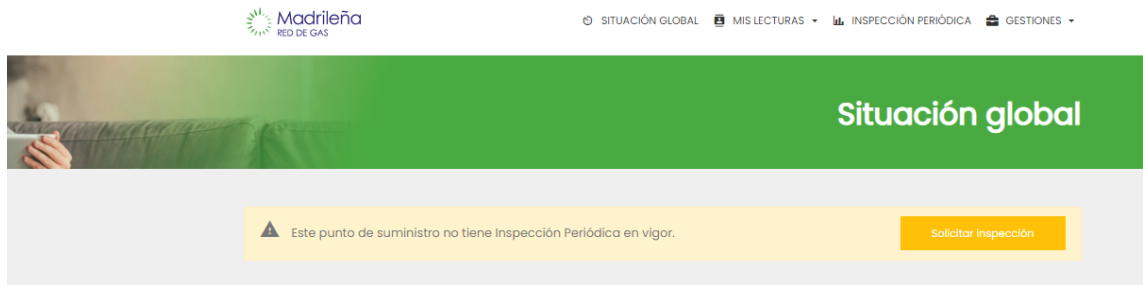 Madrileña
RED DE GAS
SITUACIÓN GLOBAL MIS LECTURAS INSPECCIÓN PERIÓDICA GESTIONES
Situación global
Este punto de suministro no tiene Inspección Periódica en vigor.
Solicitar inspección